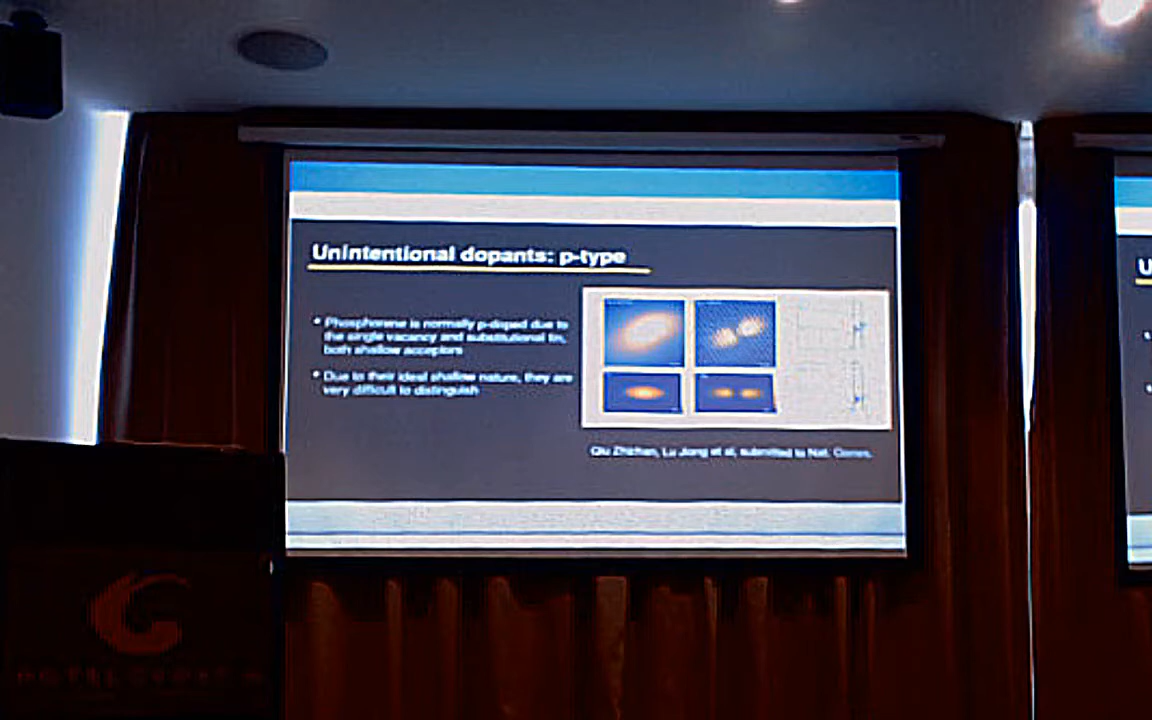 Unintentional dopants: p-type
• Phosphorene is normally p-doped due to
the single vacancy and substitutional tin,
both shallow acceptors
• Due to their ideal shallow nature, they are
very difficult to distinguish
Qiu Zhizhan, Lu Jiong et al, submitted to Nat. Comm.
U
HOTEL